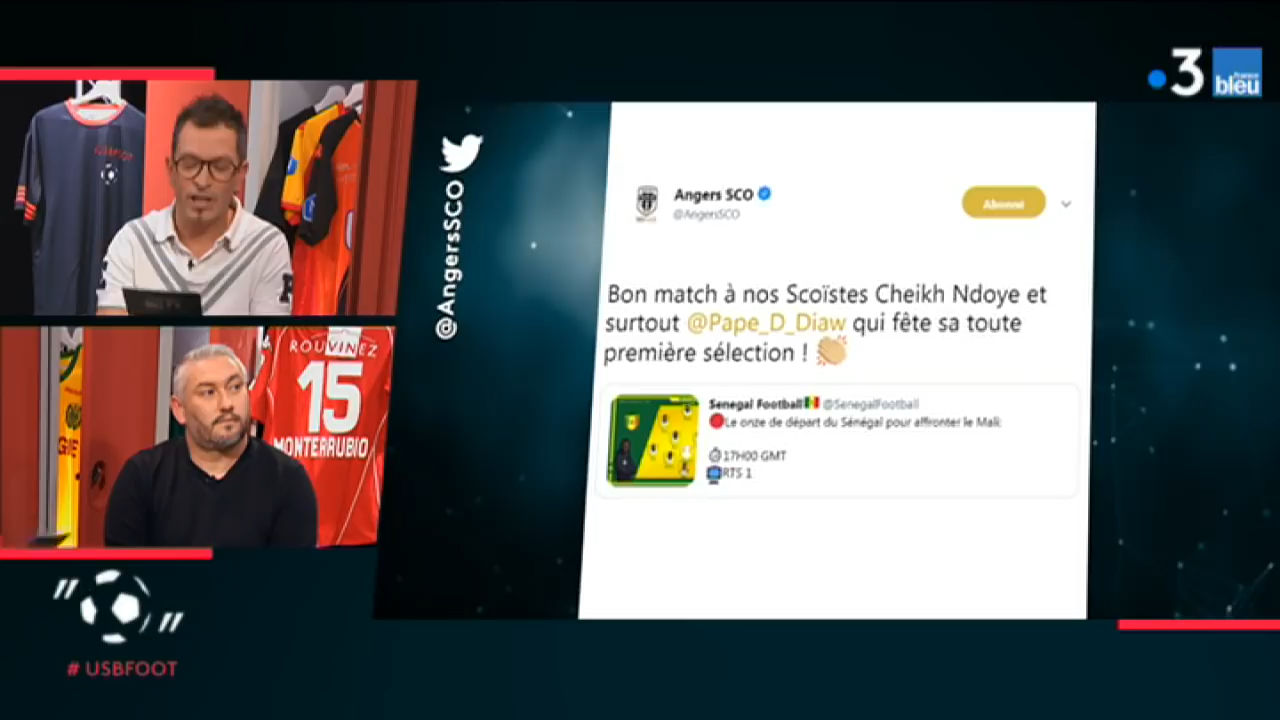 3
France
bleu
USBFOOT
@AngersSCO
Angers SCO
@AngersSCO
Abonné
Bon match à nos Scoïstes Cheikh Ndoye et
surtout @Pape_D_Diaw qui fête sa toute
première sélection !
Senegal Football @SenegalFootball
Le onze de départ du Sénégal pour affronter le Mali:
17H00 GMT
RTS 1
ROUVINEZ
15
MONTERRUBIO
# USBFOOT